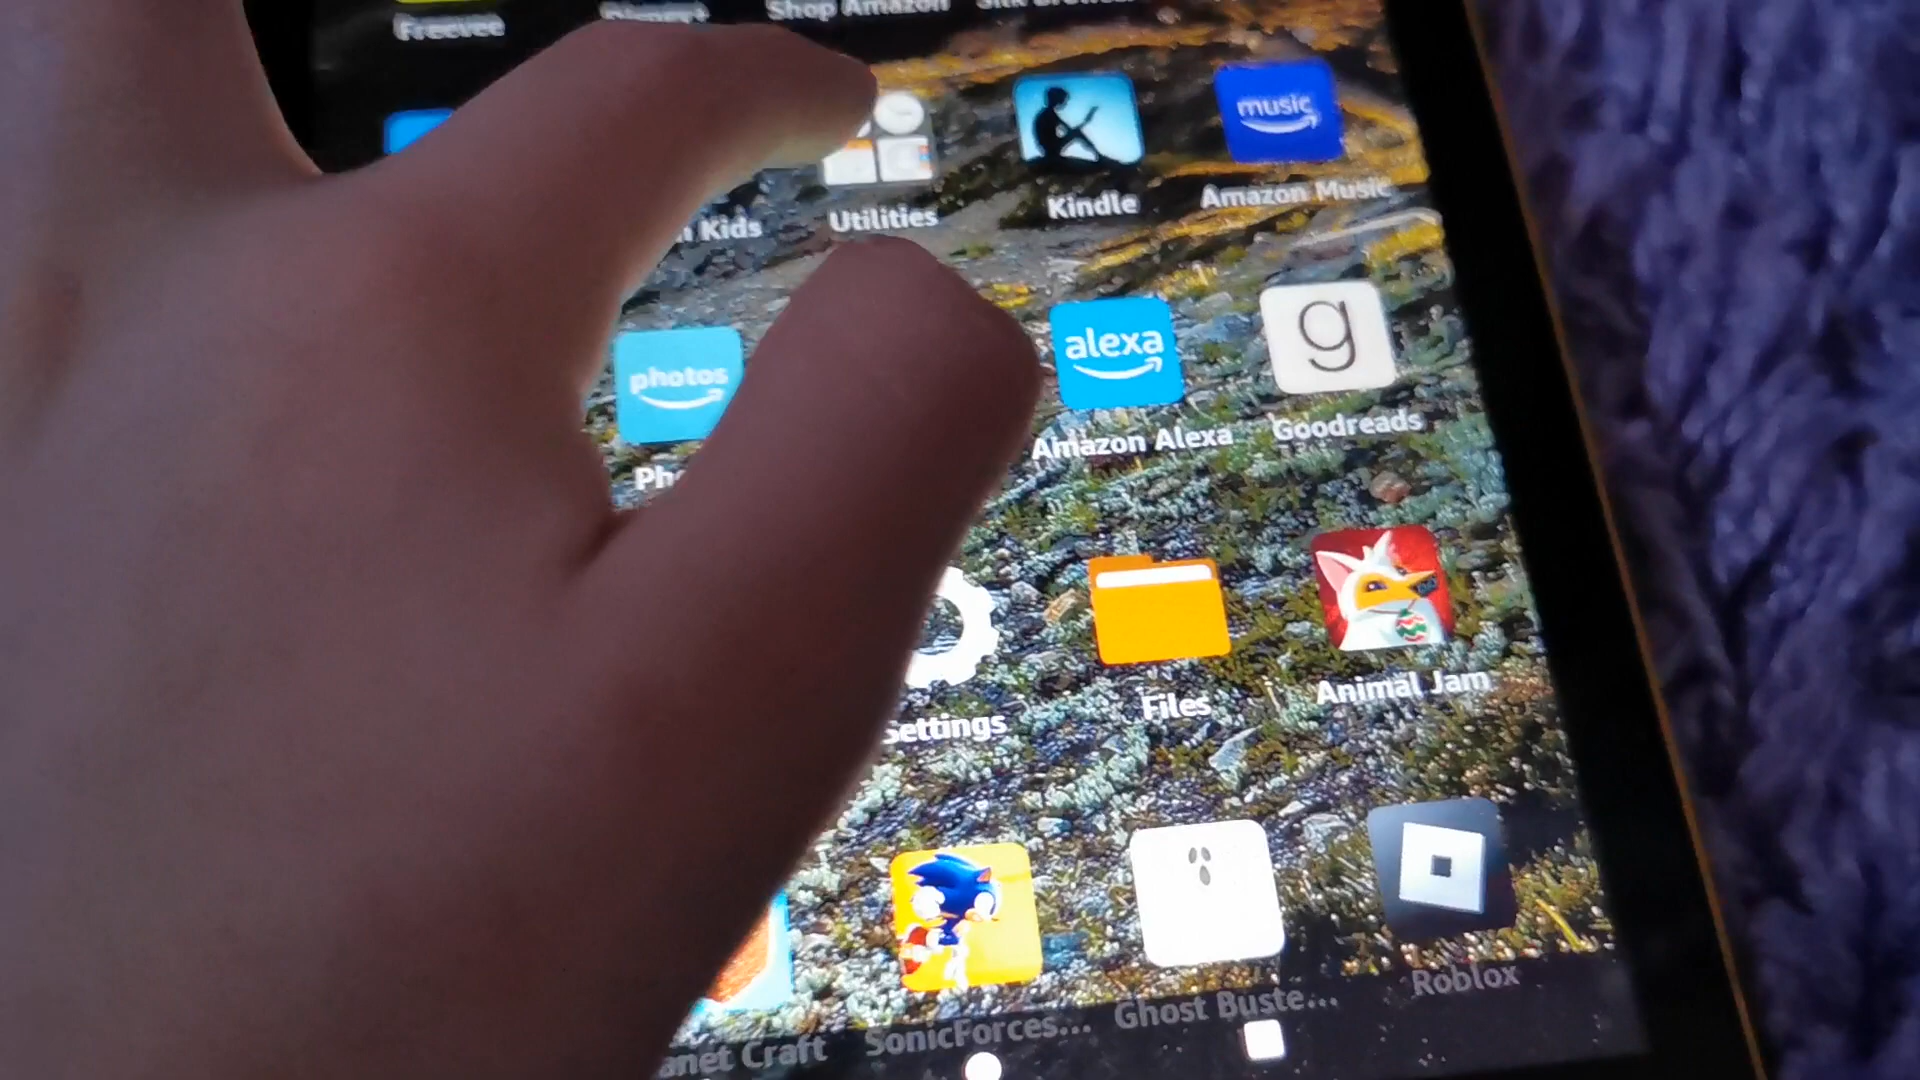 Freevee
Disney+
Shop Amazon
music
Kids
Utilities
Kindle
Amazon Music
photos
alexa
g
Amazon Alexa
Goodreads
Settings
Files
Animal Jam
Craft
SonicForces...
Ghost Buste...
Roblox